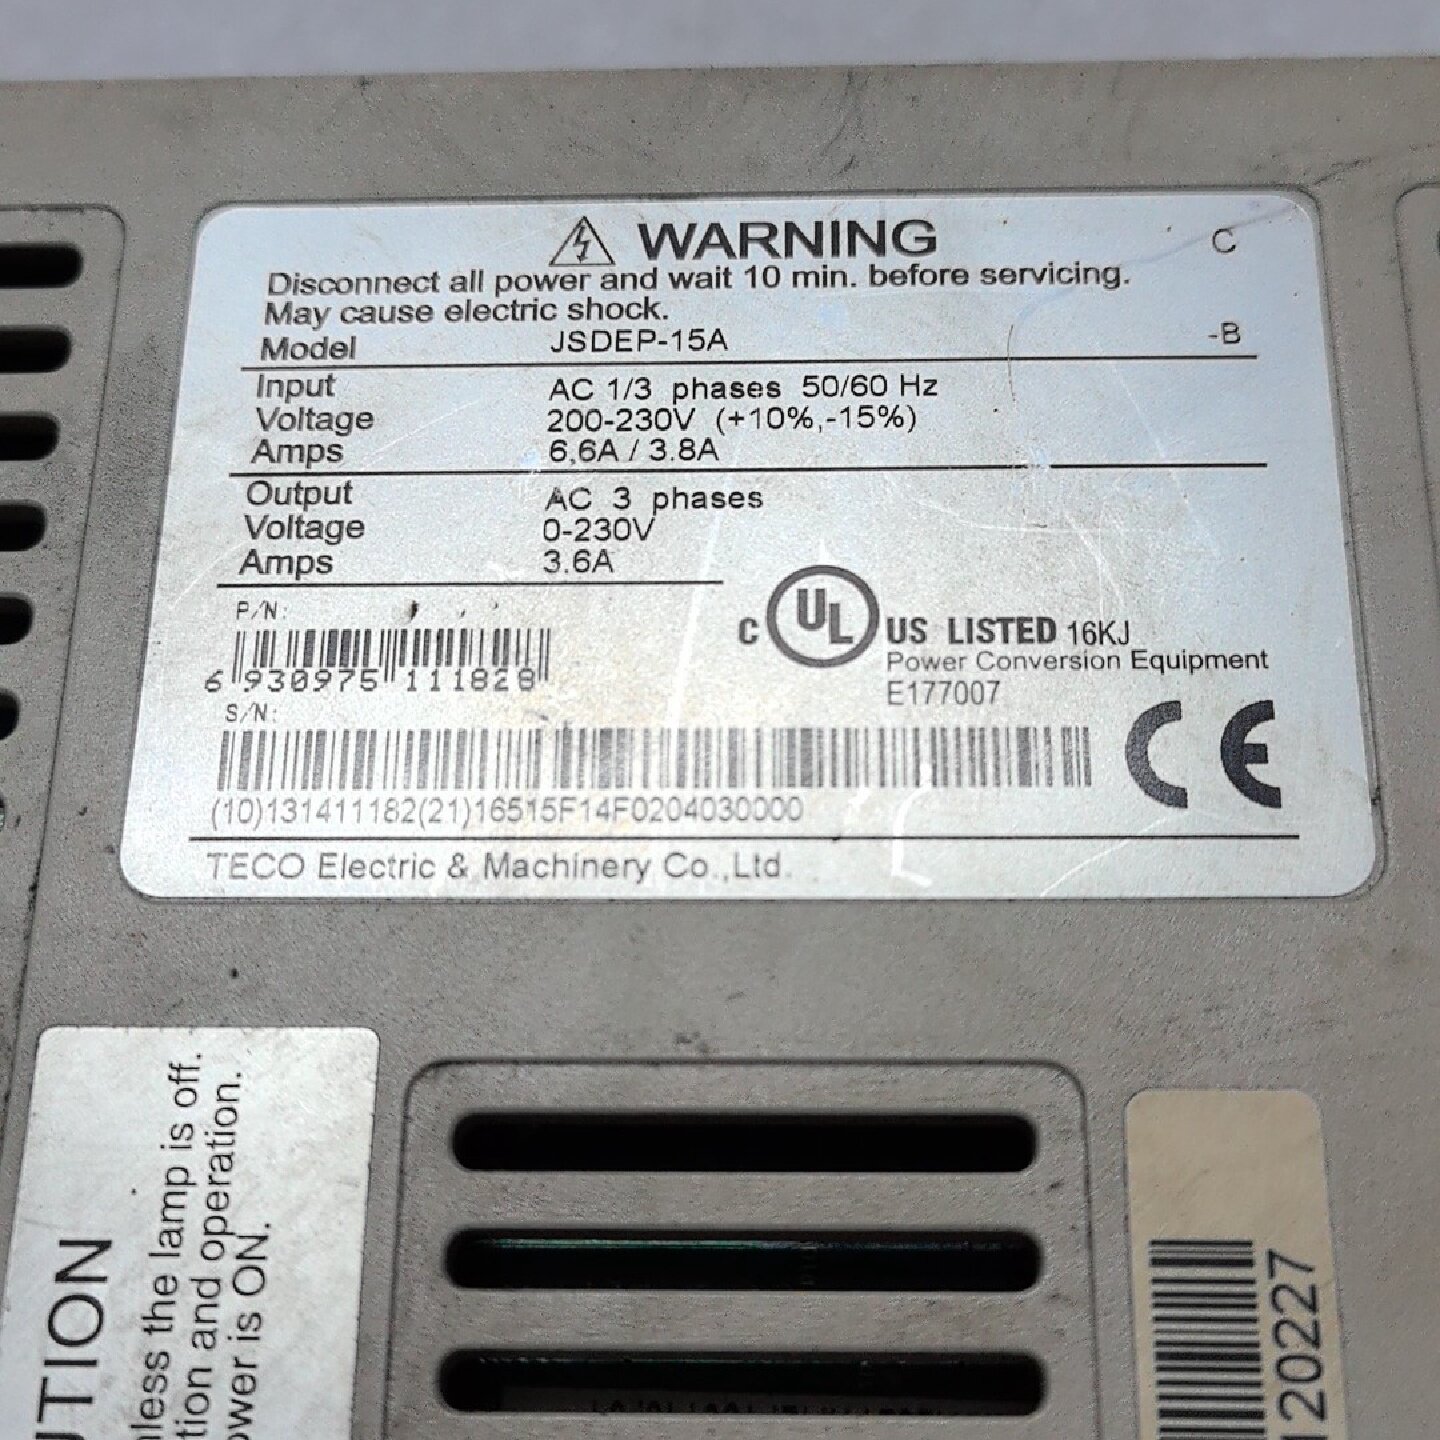 WARNING C
Disconnect all power and wait 10 min. before servicing.
May cause electric shock.
Model JSDEP-15A -B
Input AC 1/3 phases 50/60 Hz
Voltage 200-230V (+10%,-15%)
Amps 6.6A / 3.8A
Output AC 3 phases
Voltage 0-230V
Amps 3.6A
P/N:
6 930975 111828
C UL US LISTED 16KJ
Power Conversion Equipment
E177007
S/N:
(10)131411182(21)16515F14F0204030000
CE
TECO Electric & Machinery Co.,Ltd.
UTION
nless the lamp is off.
tion and operation.
ower is ON.
120227